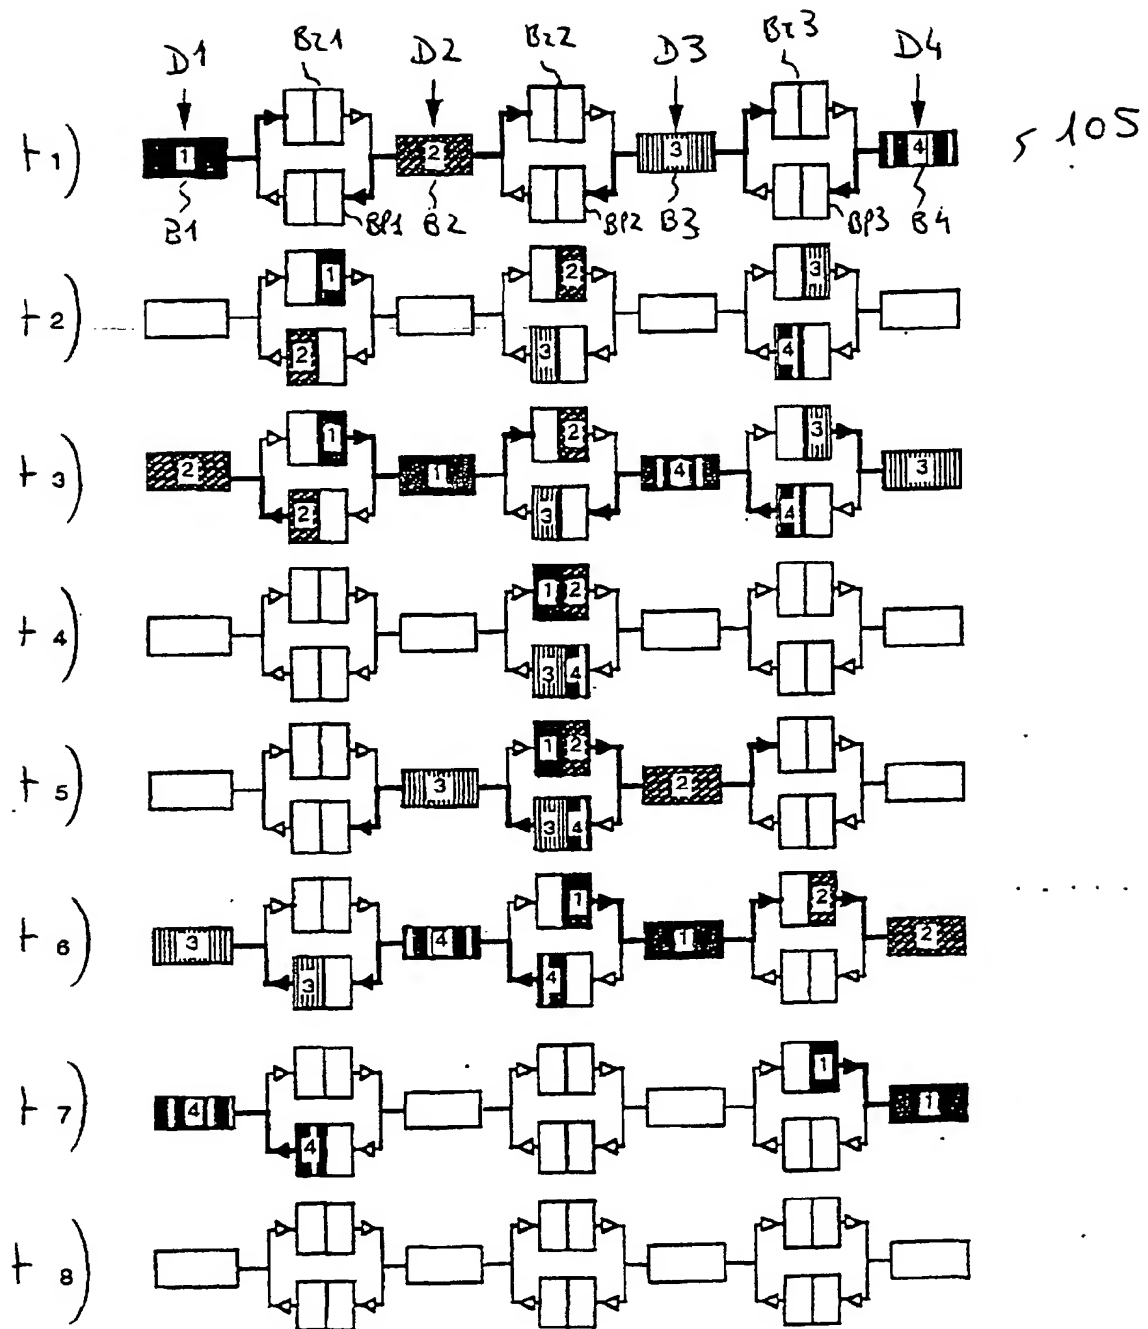 D1 Bz1 D2 Bz2 D3 Bz3 D4
t1) 1 2 3 4 105
B1 Bp1 B2 Bp2 B3 Bp3 B4
t2) 1 2 3
2 3 4
t3) 1 2 3
2 1 4 3
2 3 4
t4) 1 2
3 4
t5) 1 2
3 2
3 4
t6) 1 2
3 4 1 2
3 4
t7) 1
4 1
4
t8)